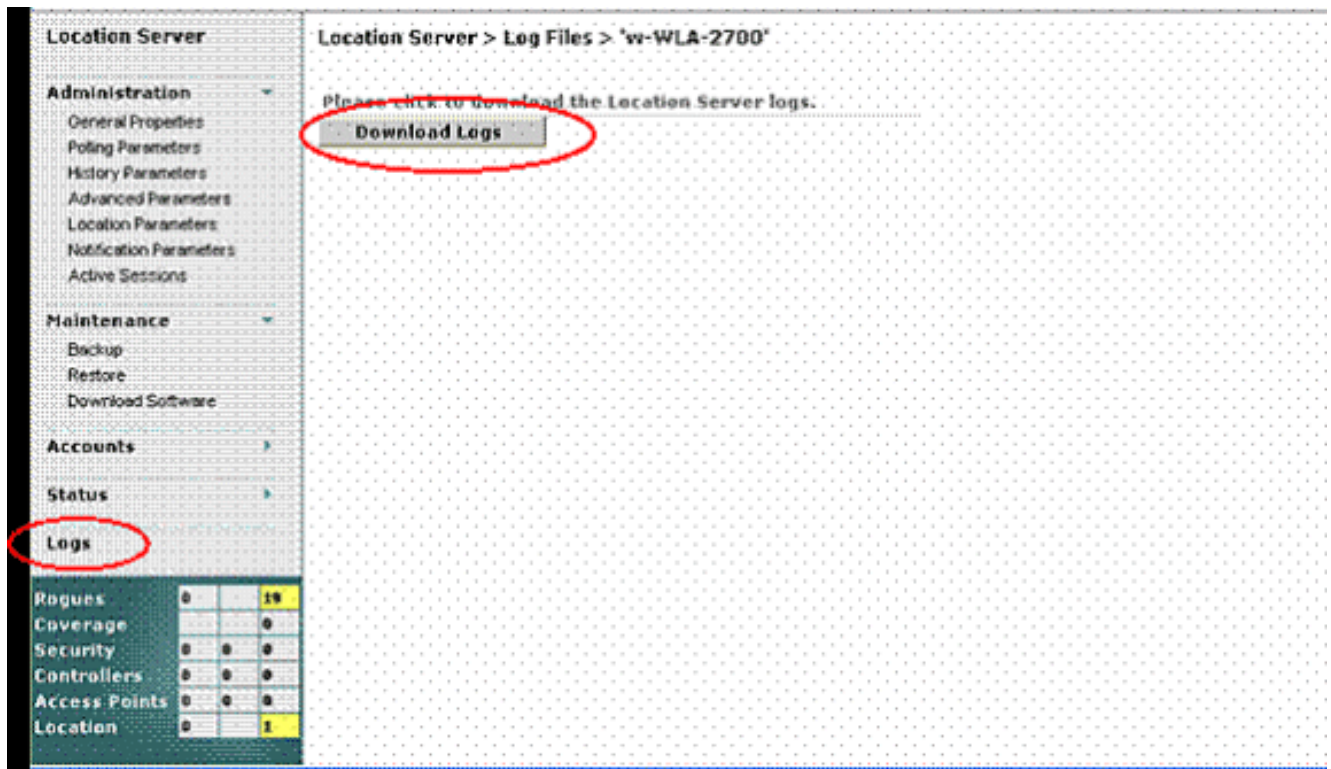 Location Server
Administration
General Properties
Polling Parameters
History Parameters
Advanced Parameters
Location Parameters
Notification Parameters
Active Sessions
Maintenance
Backup
Restore
Download Software
Accounts
Status
Logs
Rogues 0 19
Coverage 0
Security 0 0 0
Controllers 0 0 0
Access Points 0 0 0
Location 0 1
Location Server > Log Files > 'w-WLA-2700'
Please click to download the Location Server logs.
Download Logs